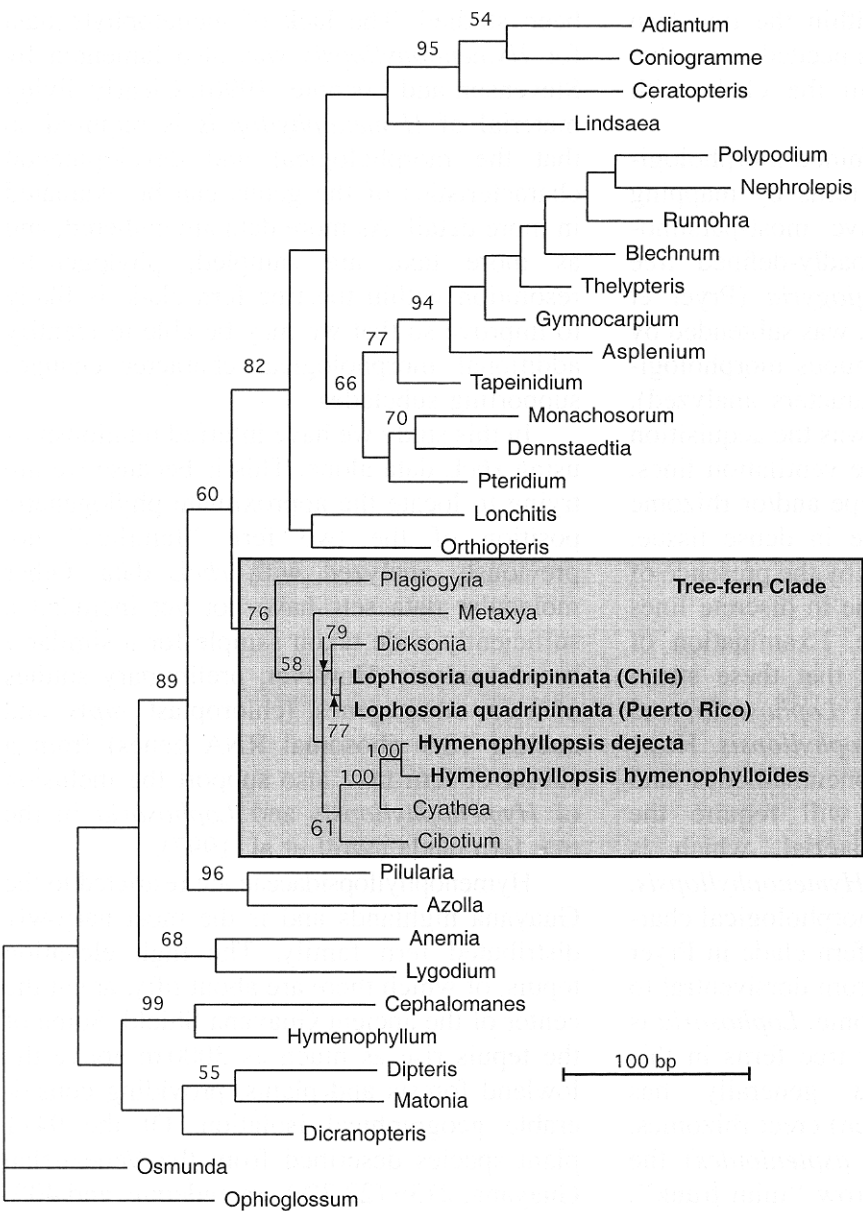 54
Adiantum
95
Coniogramme
Ceratopteris
Lindsaea
Polypodium
Nephrolepis
Rumohra
Blechnum
Thelypteris
94
Gymnocarpium
77
Asplenium
82
66
Tapeinidium
70
Monachosorum
Dennstaedtia
Pteridium
60
Lonchitis
Orthiopteris
Plagiogyria
Tree-fern Clade
76
Metaxya
79
Dicksonia
58
Lophosoria quadripinnata (Chile)
89
Lophosoria quadripinnata (Puerto Rico)
77
Hymenophyllopsis dejecta
100
Hymenophyllopsis hymenophylloides
100
Cyathea
61
Cibotium
96
Pilularia
Azolla
68
Anemia
Lygodium
99
Cephalomanes
Hymenophyllum
100 bp
55
Dipteris
Matonia
Dicranopteris
Osmunda
Ophioglossum